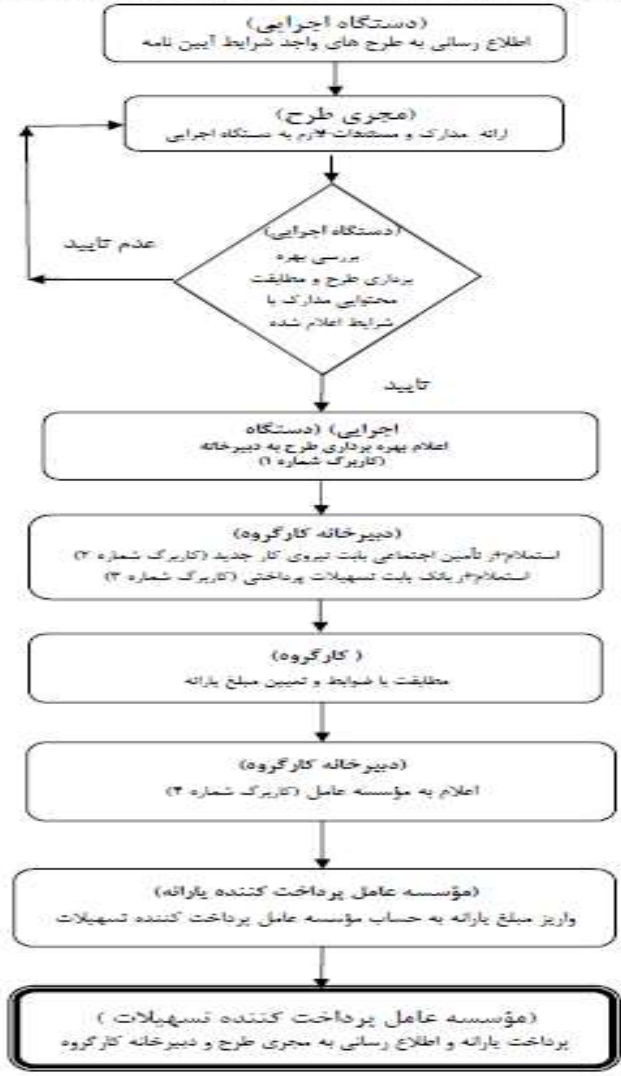 (دستگاه اجرایی)
اطلاع رسانی به طرح های واجد شرایط آیین نامه
(مجری طرح)
ارائه مدارک و مستندات لازم به دستگاه اجرایی
(دستگاه اجرایی)
بررسی بهره
برداری طرح و مطابقت
محتوایی مدارک با
شرایط اعلام شده
عدم تایید
تایید
اجرایی) (دستگاه
اعلام بهره برداری طرح به دبیرخانه
(کاربرگ شماره ۱)
(دبیرخانه کارگروه)
استعلام از تأمین اجتماعی بابت نیروی کار جدید (کاربرگ شماره ۲)
استعلام از بانک بابت تسهیلات پرداختی (کاربرگ شماره ۳)
( کارگروه)
مطابقت با ضوابط و تعیین مبلغ یارانه
(دبیرخانه کارگروه)
اعلام به مؤسسه عامل (کاربرگ شماره ۴)
(مؤسسه عامل پرداخت کننده یارانه)
واریز مبلغ یارانه به حساب مؤسسه عامل پرداخت کننده تسهیلات
(مؤسسه عامل پرداخت کننده تسهیلات )
پرداخت یارانه و اطلاع رسانی به مجری طرح و دبیرخانه کارگروه